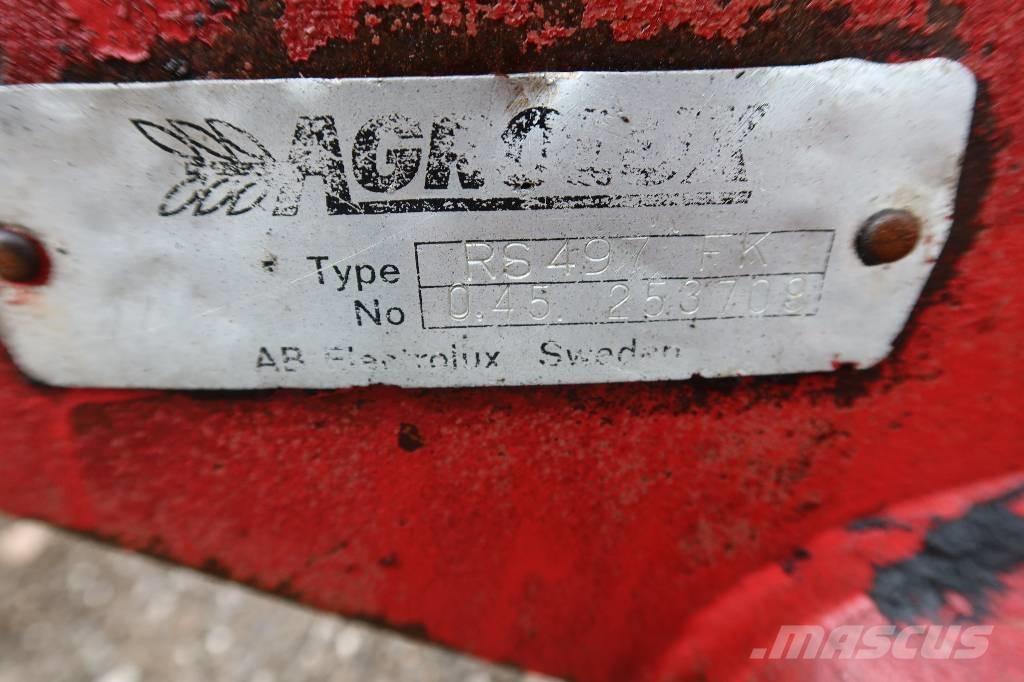 AGROLUX
Type RS 497 FK
No 0.45. 253709
AB Electrolux Sweden
MASCUS